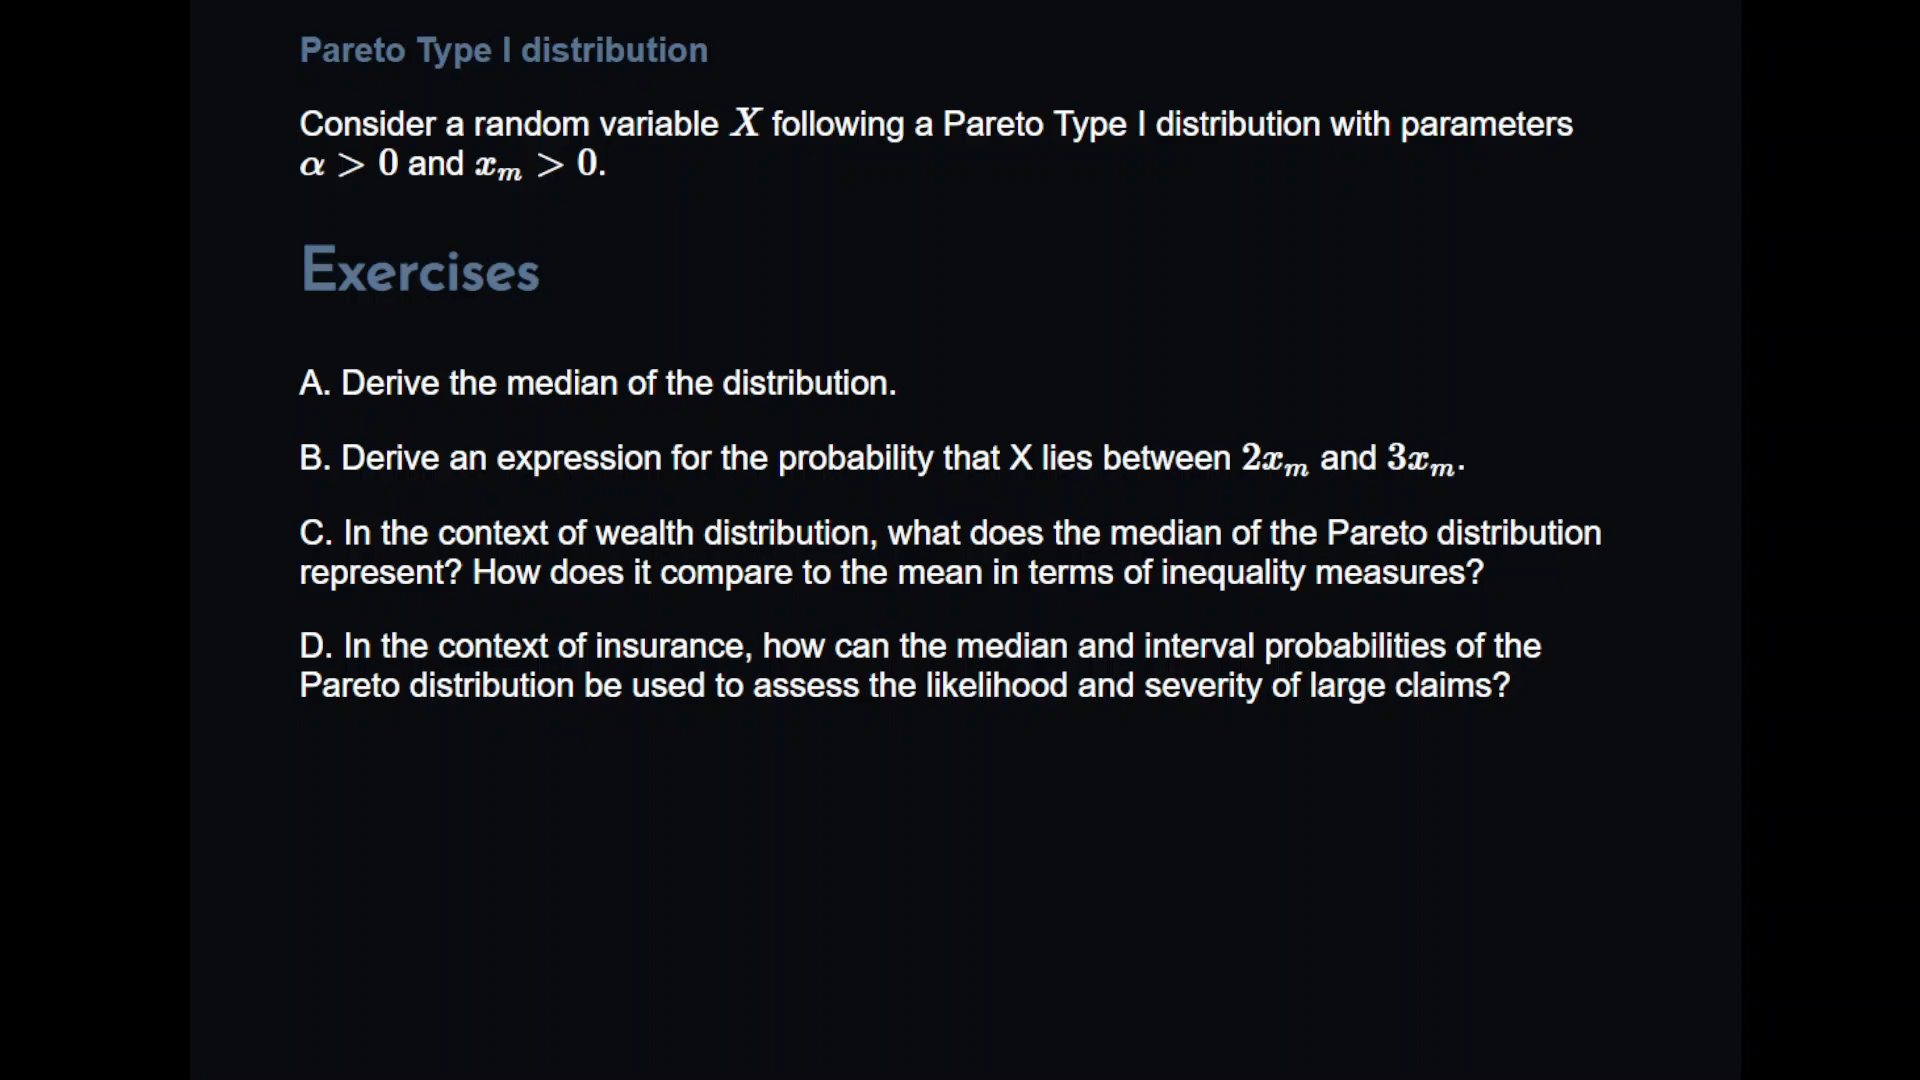 Pareto Type I distribution
Consider a random variable X following a Pareto Type I distribution with parameters
α > 0 and xₘ > 0.
Exercises
A. Derive the median of the distribution.
B. Derive an expression for the probability that X lies between 2xₘ and 3xₘ.
C. In the context of wealth distribution, what does the median of the Pareto distribution
represent? How does it compare to the mean in terms of inequality measures?
D. In the context of insurance, how can the median and interval probabilities of the
Pareto distribution be used to assess the likelihood and severity of large claims?